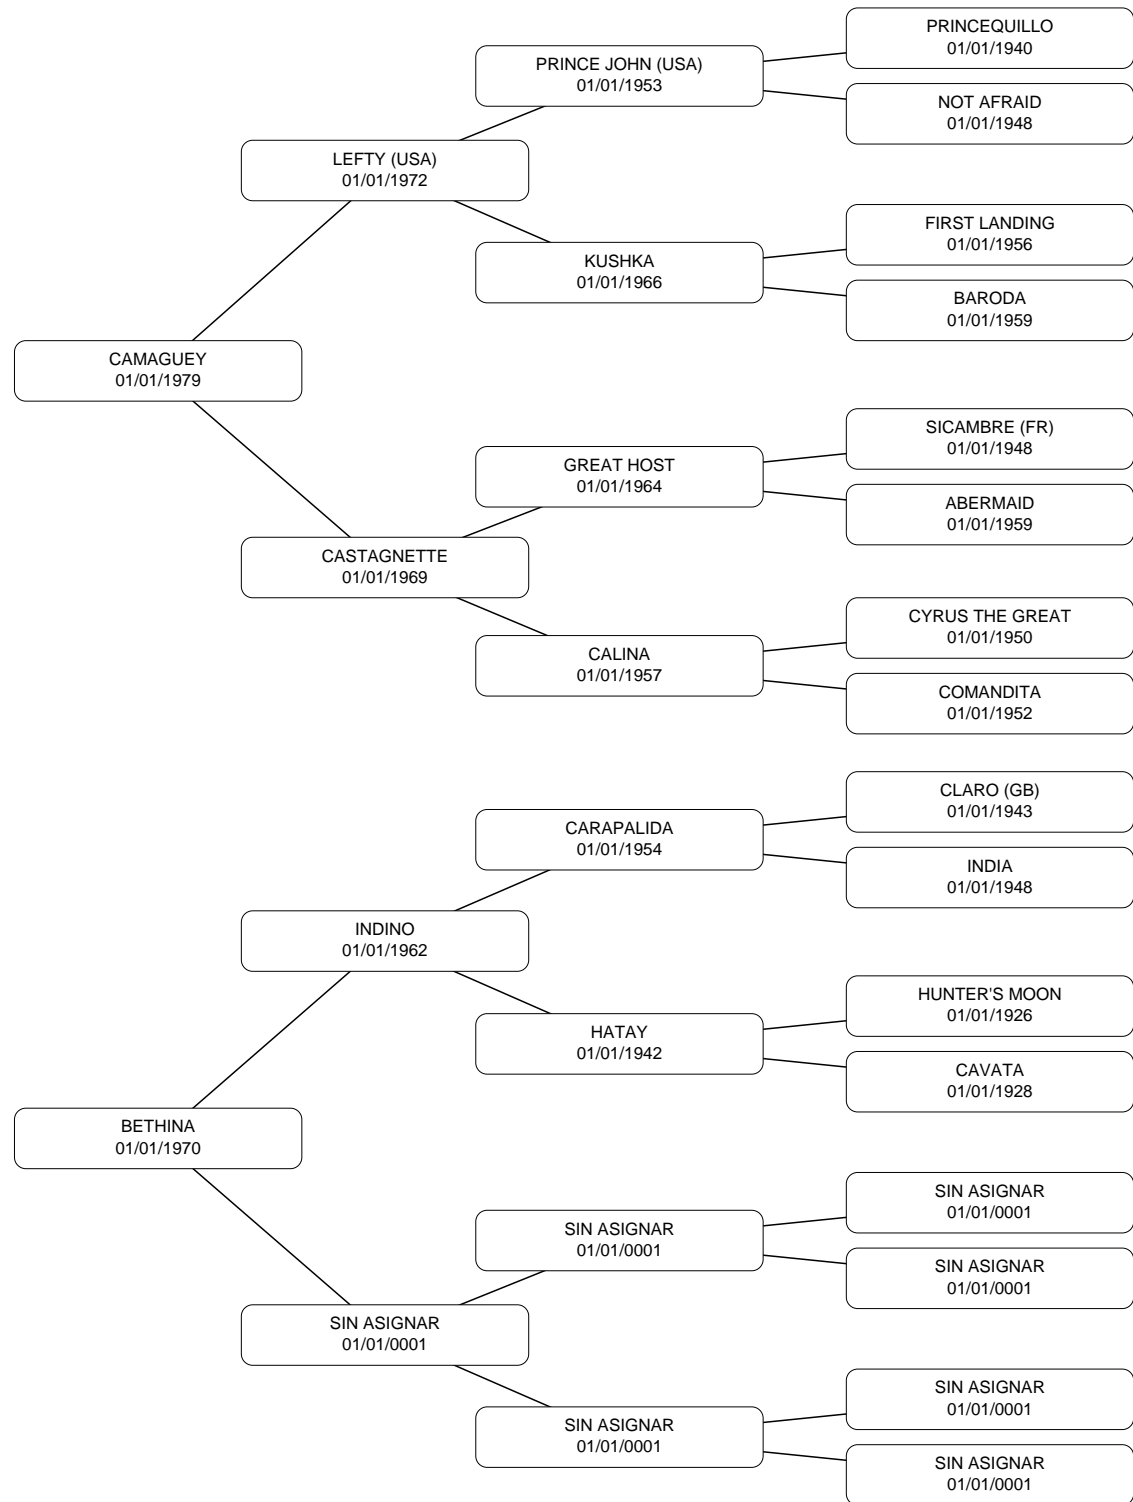 PRINCEQUILLO
01/01/1940
PRINCE JOHN (USA)
01/01/1953
NOT AFRAID
01/01/1948
LEFTY (USA)
01/01/1972
FIRST LANDING
01/01/1956
KUSHKA
01/01/1966
BARODA
01/01/1959
CAMAGUEY
01/01/1979
SICAMBRE (FR)
01/01/1948
GREAT HOST
01/01/1964
ABERMAID
01/01/1959
CASTAGNETTE
01/01/1969
CYRUS THE GREAT
01/01/1950
CALINA
01/01/1957
COMANDITA
01/01/1952
CLARO (GB)
01/01/1943
CARAPALIDA
01/01/1954
INDIA
01/01/1948
INDINO
01/01/1962
HUNTER'S MOON
01/01/1926
HATAY
01/01/1942
CAVATA
01/01/1928
BETHINA
01/01/1970
SIN ASIGNAR
01/01/0001
SIN ASIGNAR
01/01/0001
SIN ASIGNAR
01/01/0001
SIN ASIGNAR
01/01/0001
SIN ASIGNAR
01/01/0001
SIN ASIGNAR
01/01/0001
SIN ASIGNAR
01/01/0001